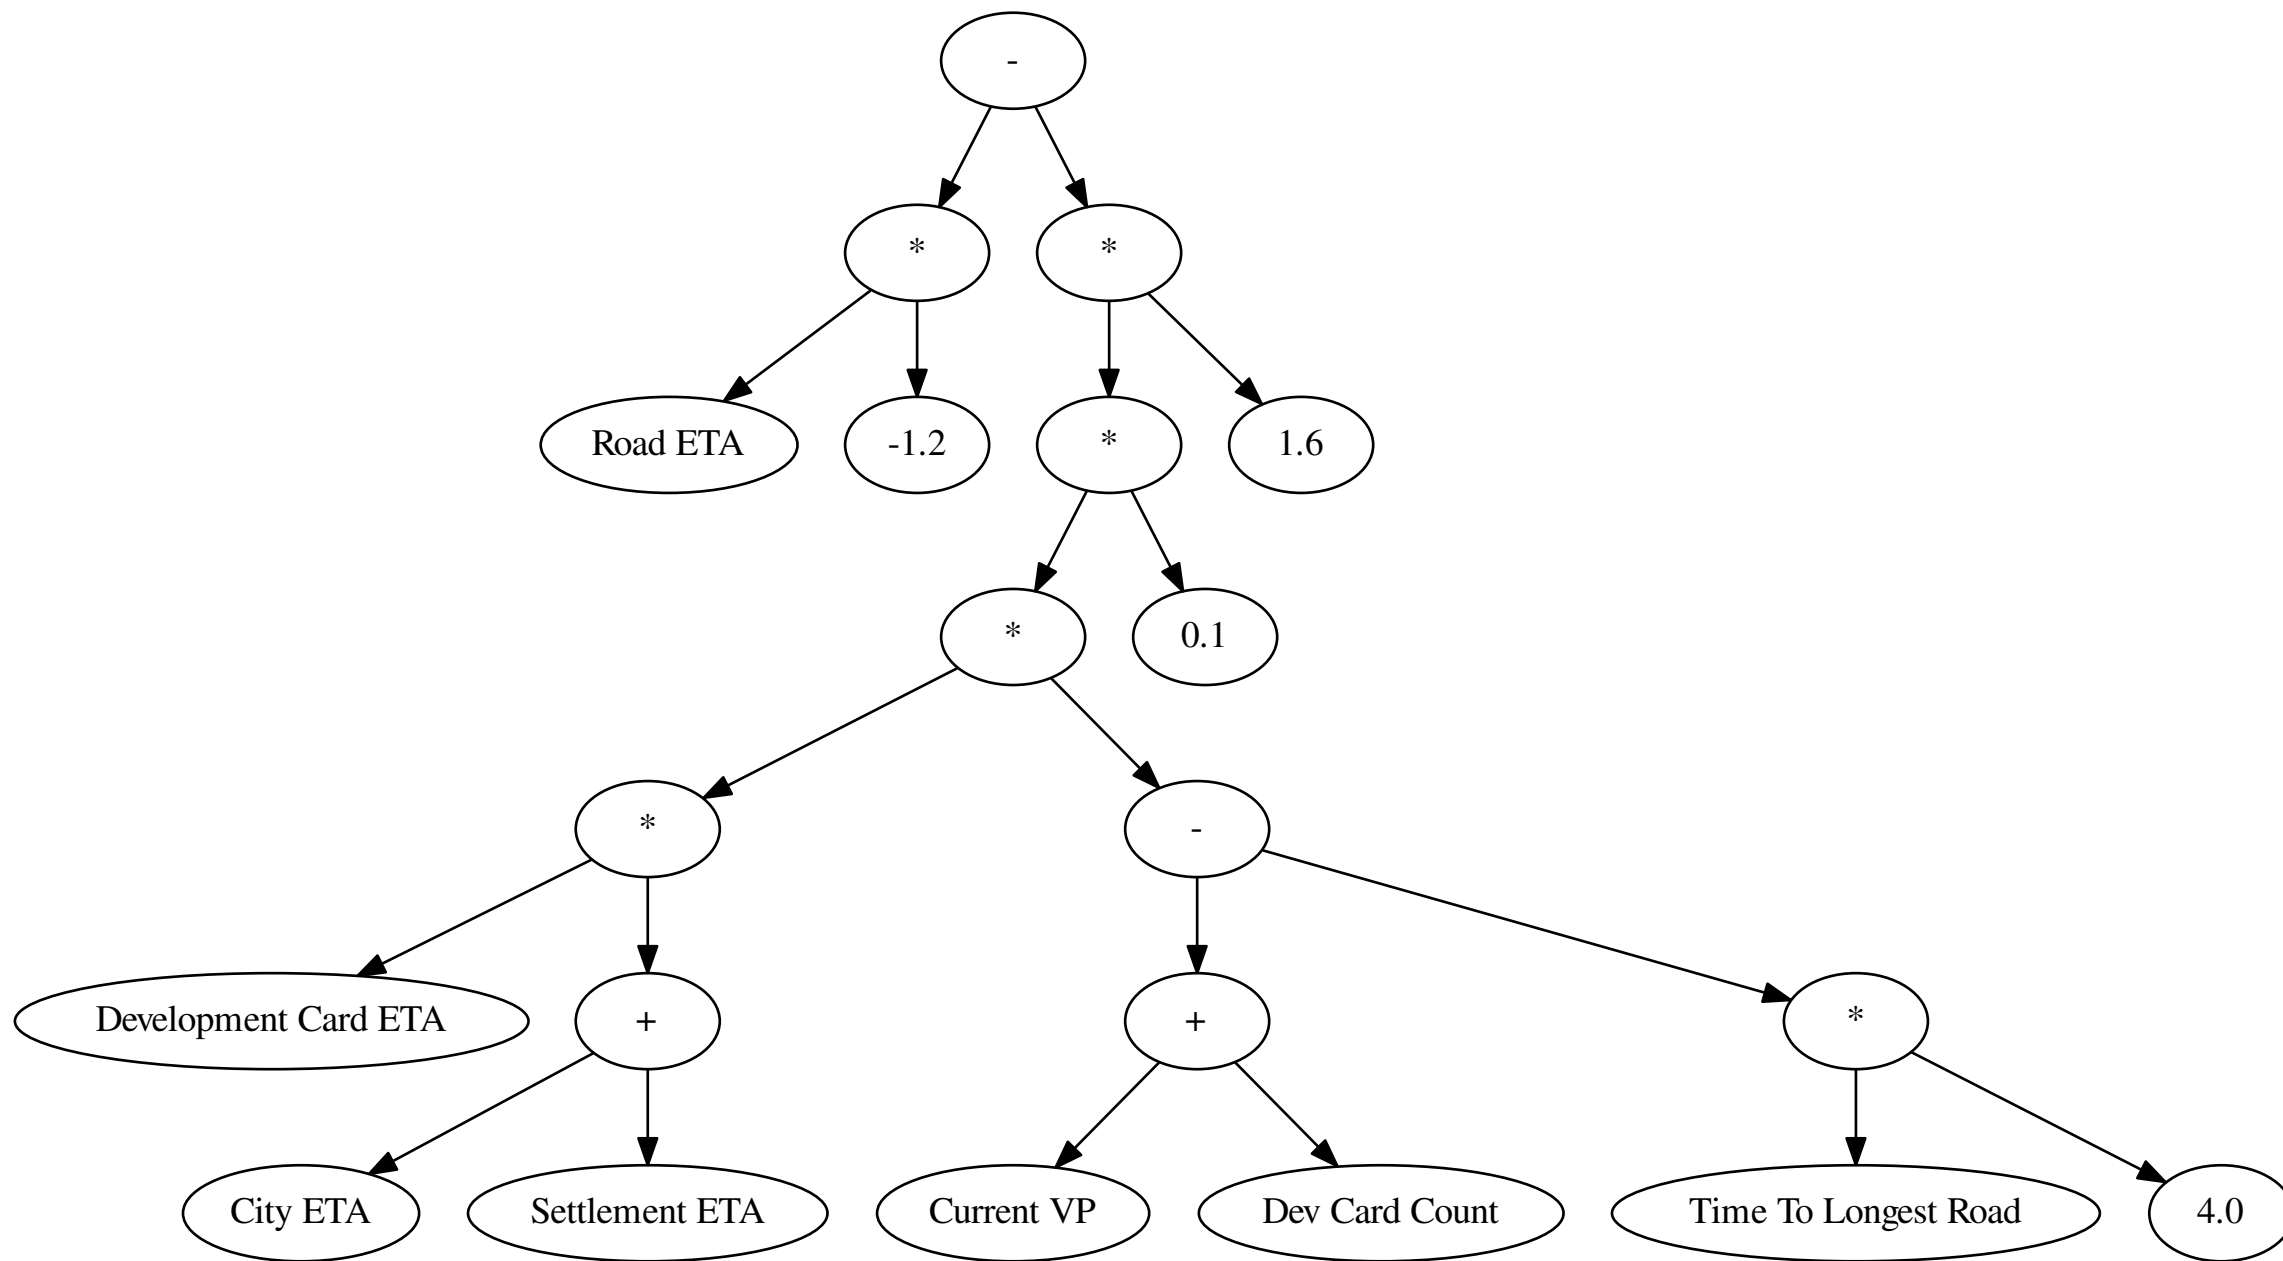 -
*
*
Road ETA
-1.2
*
1.6
*
0.1
*
-
Development Card ETA
+
+
*
City ETA
Settlement ETA
Current VP
Dev Card Count
Time To Longest Road
4.0